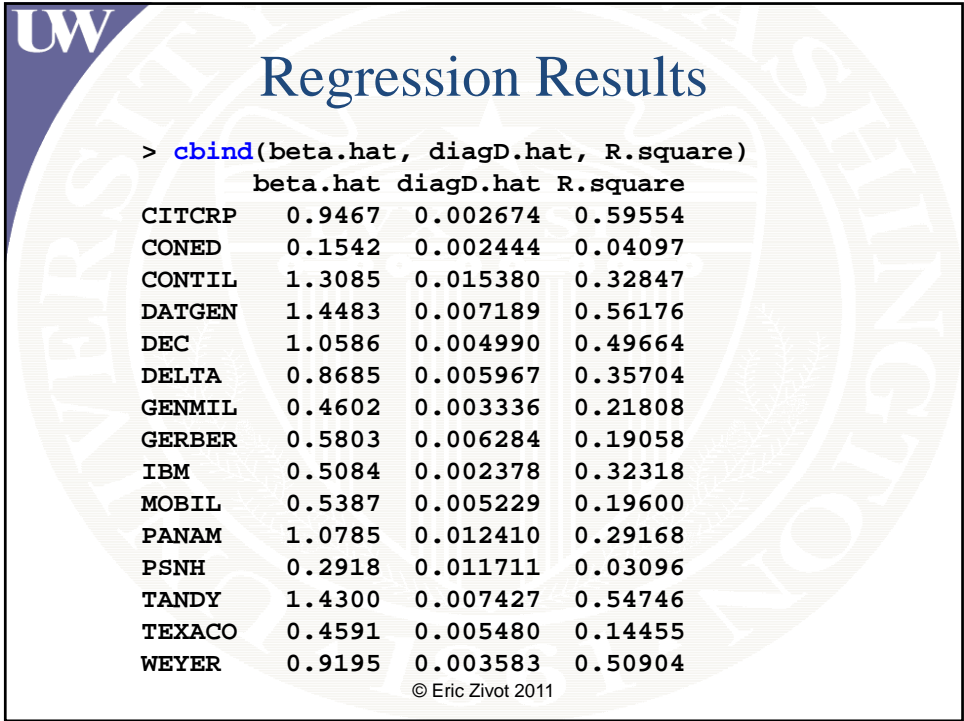 UW
Regression Results
> cbind(beta.hat, diagD.hat, R.square)
beta.hat diagD.hat R.square
CITCRP 0.9467 0.002674 0.59554
CONED 0.1542 0.002444 0.04097
CONTIL 1.3085 0.015380 0.32847
DATGEN 1.4483 0.007189 0.56176
DEC 1.0586 0.004990 0.49664
DELTA 0.8685 0.005967 0.35704
GENMIL 0.4602 0.003336 0.21808
GERBER 0.5803 0.006284 0.19058
IBM 0.5084 0.002378 0.32318
MOBIL 0.5387 0.005229 0.19600
PANAM 1.0785 0.012410 0.29168
PSNH 0.2918 0.011711 0.03096
TANDY 1.4300 0.007427 0.54746
TEXACO 0.4591 0.005480 0.14455
WEYER 0.9195 0.003583 0.50904
© Eric Zivot 2011